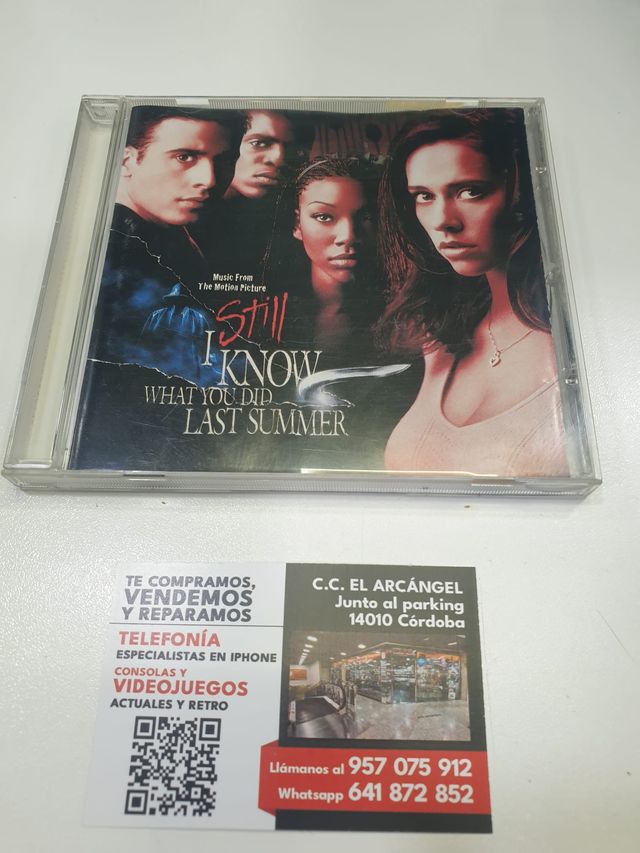 Music From
The Motion Picture
Still
I KNOW
WHAT YOU DID
LAST SUMMER
TE COMPRAMOS,
VENDEMOS
Y REPARAMOS
TELEFONÍA
ESPECIALISTAS EN IPHONE
CONSOLAS Y
VIDEOJUEGOS
ACTUALES Y RETRO
C.C. EL ARCÁNGEL
Junto al parking
14010 Córdoba
Llámanos al 957 075 912
Whatsapp 641 872 852